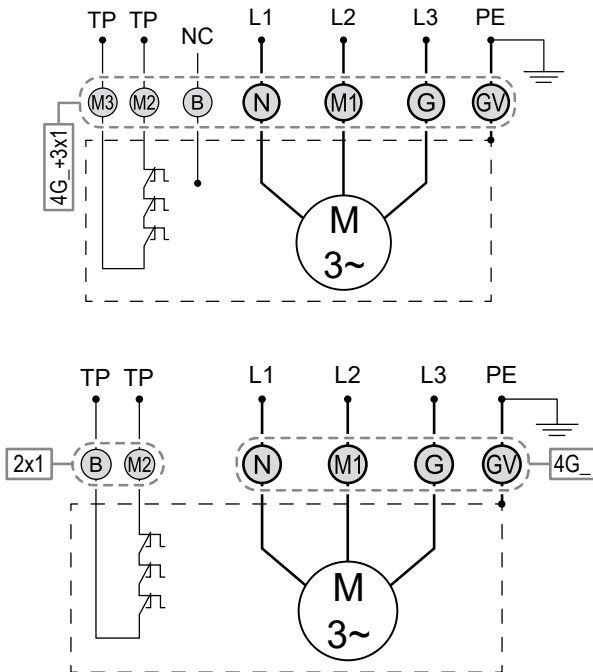 TP TP NC L1 L2 L3 PE
M3 M2 B N M1 G GV
4G_+3x1
M
3~
TP TP L1 L2 L3 PE
2x1 B M2 N M1 G GV 4G_
M
3~